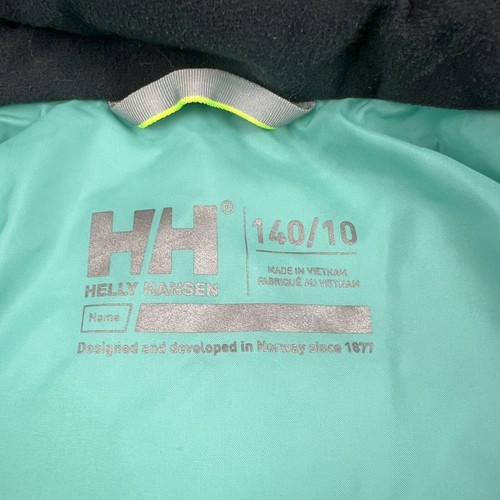 HH®
HELLY HANSEN
140/10
MADE IN VIETNAM
FABRIQUÉ AU VIETNAM
Name
Designed and developed in Norway since 1877